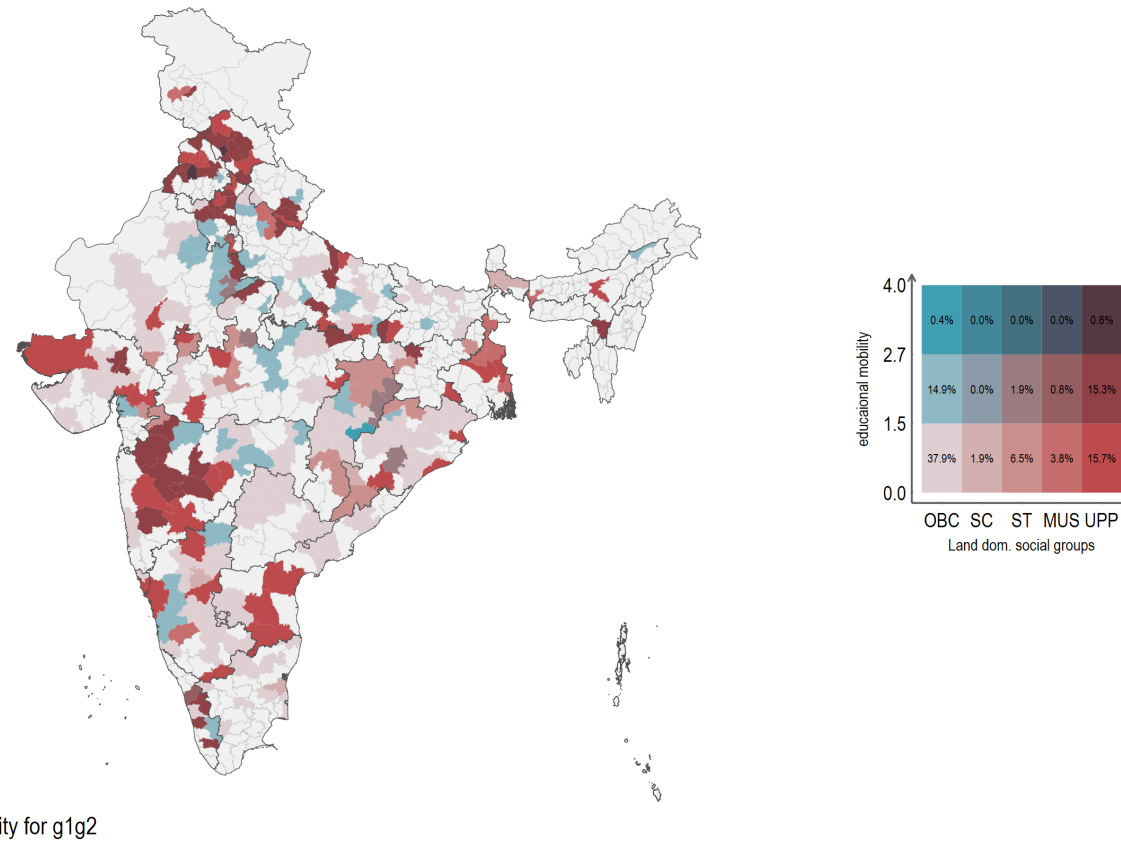 4.0
0.4% 0.0% 0.0% 0.0% 0.8%
2.7
14.9% 0.0% 1.9% 0.8% 15.3%
1.5
37.9% 1.9% 6.5% 3.8% 15.7%
0.0
educaional mobility
OBC SC ST MUS UPP
Land dom. social groups
ity for g1g2